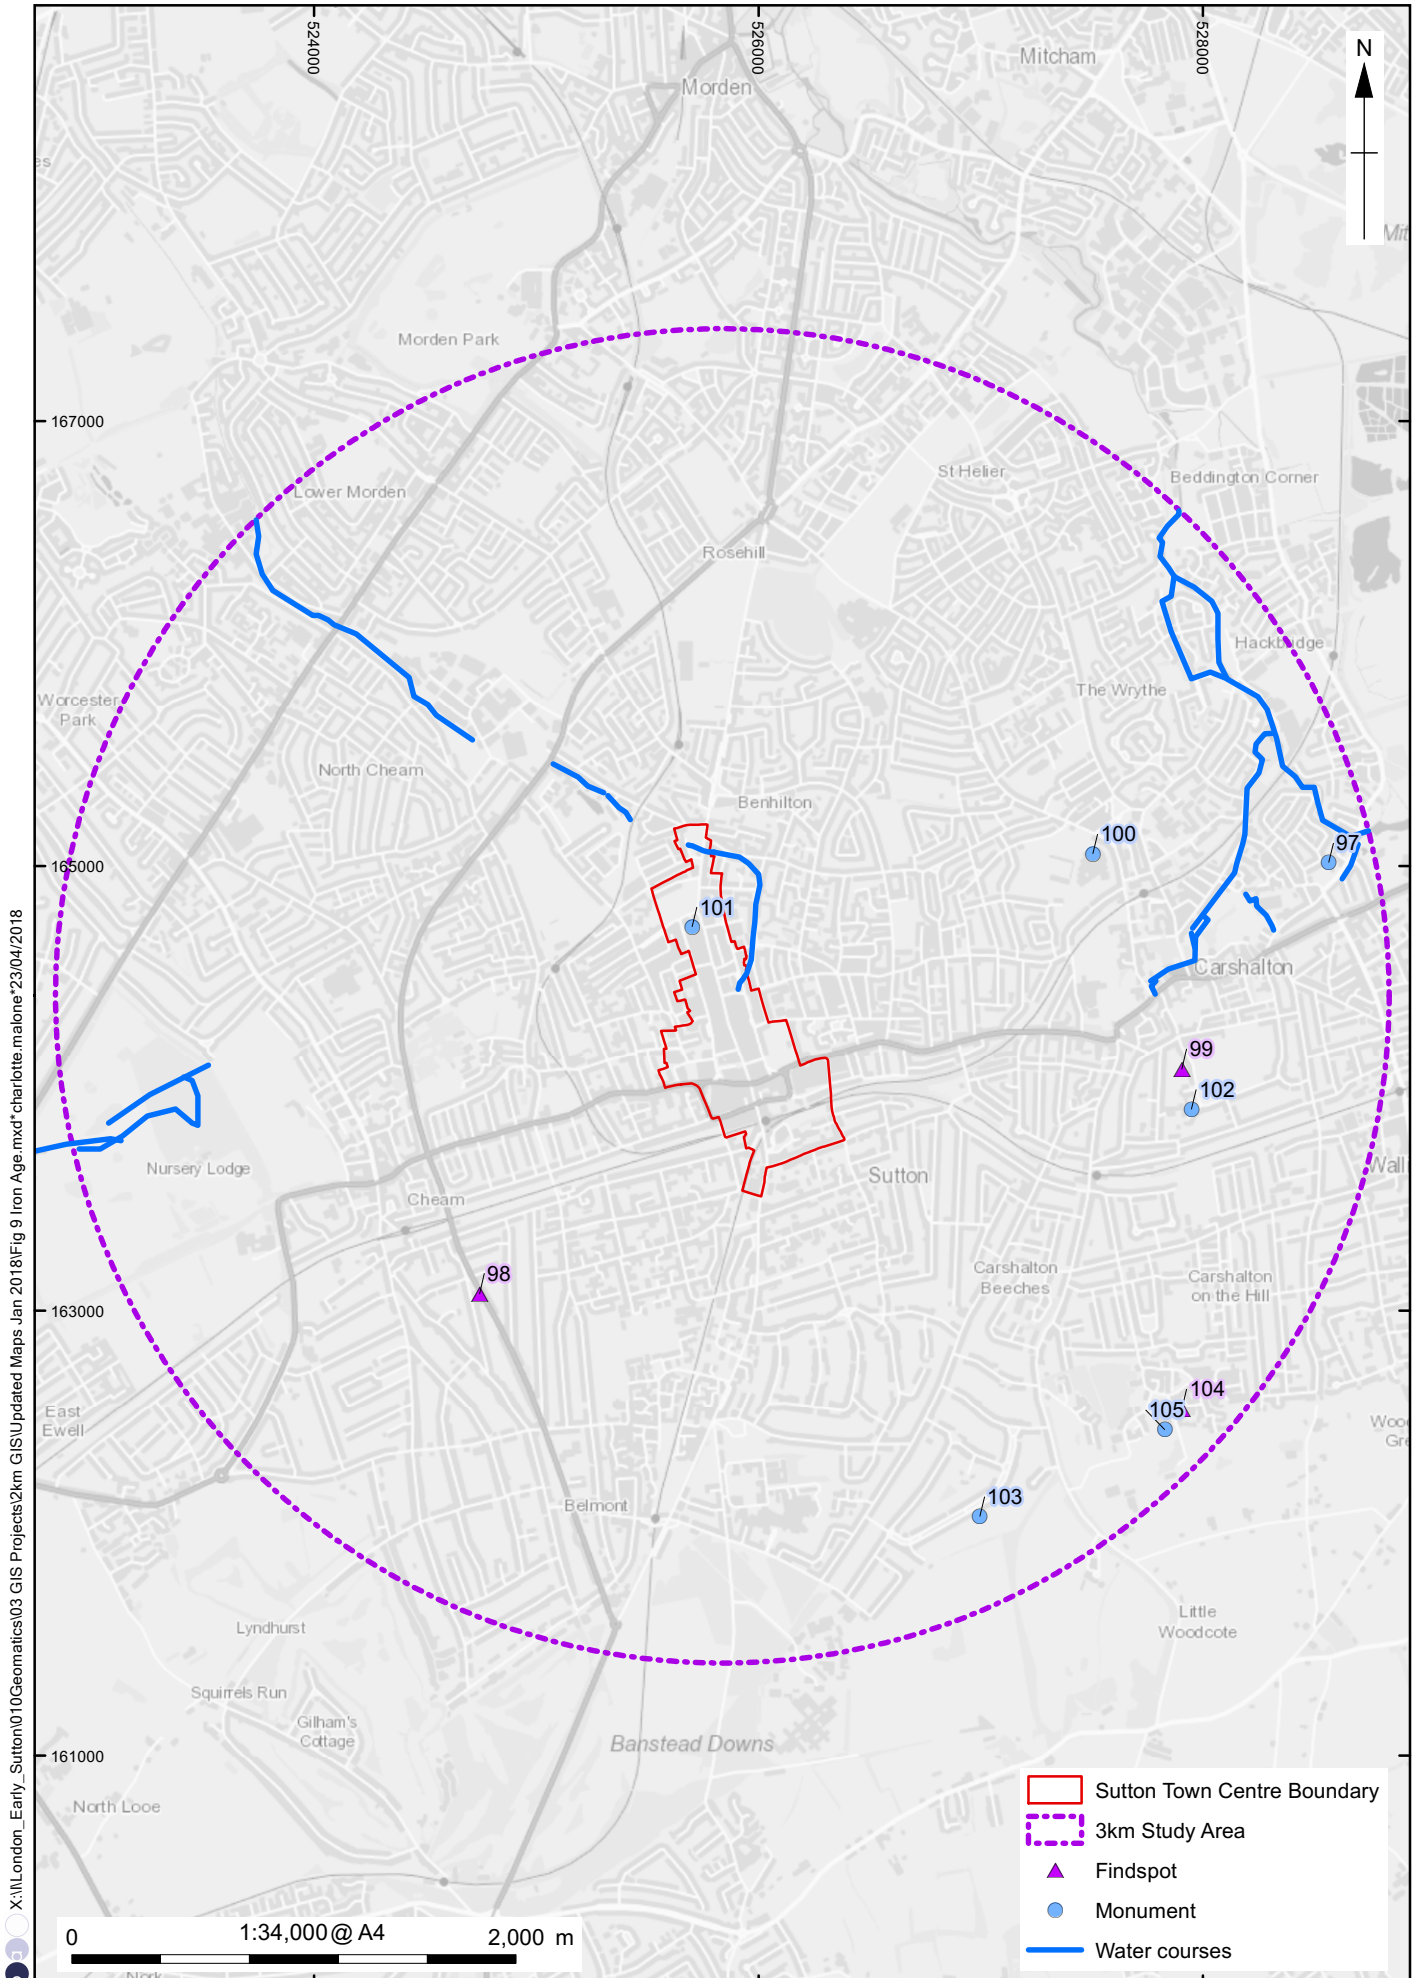 524000
526000
528000
N
Mitcham
Morden
Morden Park
167000
St Helier
Beddington Corner
Lower Morden
Rosehill
Hackbridge
The Wrythe
Worcester
Park
North Cheam
Benhilton
100
97
165000
101
Carshalton
99
102
Nursery Lodge
Sutton
Cheam
98
Carshalton
Beeches
Carshalton
on the Hill
163000
104
105
East
Ewell
103
Belmont
Little
Woodcote
Lyndhurst
Squirrels Run
Gilham's
Cottage
Banstead Downs
161000
North Looe
Sutton Town Centre Boundary
3km Study Area
Findspot
Monument
Water courses
0
1:34,000 @ A4
2,000 m
X:\I\London_Early_Sutton\010Geomatics\03 GIS Projects\2km GIS\Updated Maps Jan 2018\Fig 9 Iron Age.mxd*charlotte.malone*23/04/2018